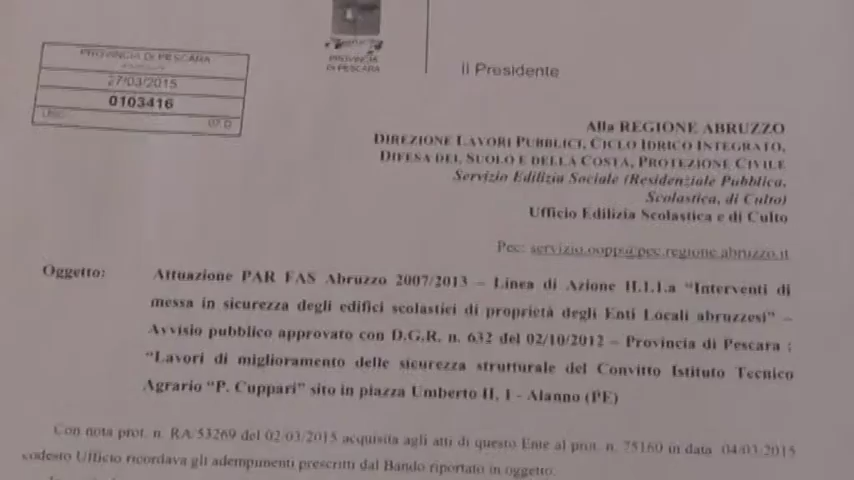 PROVINCIA DI PESCARA
27/03/2015
0103416
PROVINCIA
DI PESCARA
Il Presidente
Alla REGIONE ABRUZZO
DIREZIONE LAVORI PUBBLICI, CICLO IDRICO INTEGRATO,
DIFESA DEL SUOLO E DELLA COSTA, PROTEZIONE CIVILE
Servizio Edilizia Sociale (Residenziale Pubblica,
Scolastica, di Culto)
Ufficio Edilizia Scolastica e di Culto
Pec: servizio.oopp@pec.regione.abruzzo.it
Oggetto: Attuazione PAR FAS Abruzzo 2007/2013 – Linea di Azione II.1.1.a “Interventi di
messa in sicurezza degli edifici scolastici di proprietà degli Enti Locali abruzzesi” –
Avvisio pubblico approvato con D.G.R. n. 632 del 02/10/2012 – Provincia di Pescara :
“Lavori di miglioramento delle sicurezza strutturale del Convitto Istituto Tecnico
Agrario “P. Cuppari” sito in piazza Umberto II, 1 - Alanno (PE)
Con nota prot. n. RA/53269 del 02/03/2015 acquisita agli atti di questo Ente al prot. n. 75160 in data 04/03/2015
codesto Ufficio ricordava gli adempimenti prescritti dal Bando riportato in oggetto.